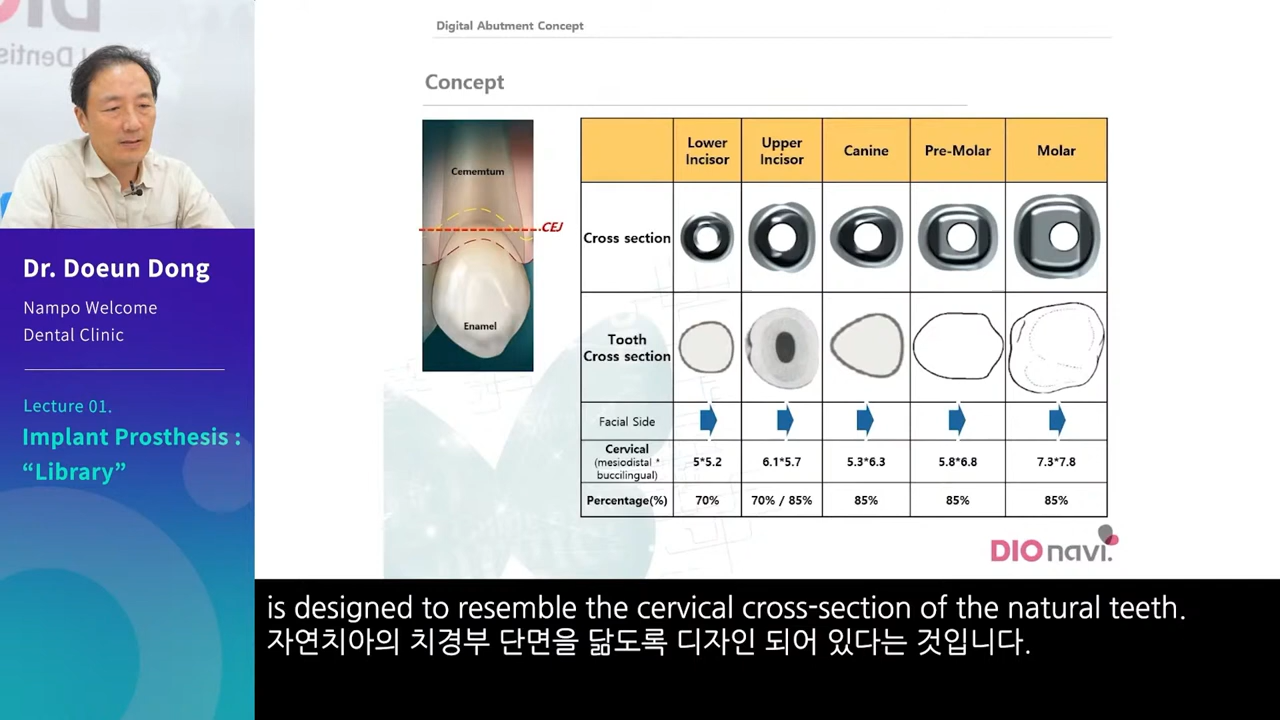 Digital Abutment Concept
Concept
Cememtum
CEJ
Enamel
Lower Incisor
Upper Incisor
Canine
Pre-Molar
Molar
Cross section
Tooth Cross section
Facial Side
Cervical
(mesiodistal * buccilingual)
5*5.2
6.1*5.7
5.3*6.3
5.8*6.8
7.3*7.8
Percentage(%)
70%
70% / 85%
85%
85%
85%
DIO navi.
Dr. Doeun Dong
Nampo Welcome
Dental Clinic
Lecture 01.
Implant Prosthesis :
“Library”
is designed to resemble the cervical cross-section of the natural teeth.
자연치아의 치경부 단면을 닮도록 디자인 되어 있다는 것입니다.